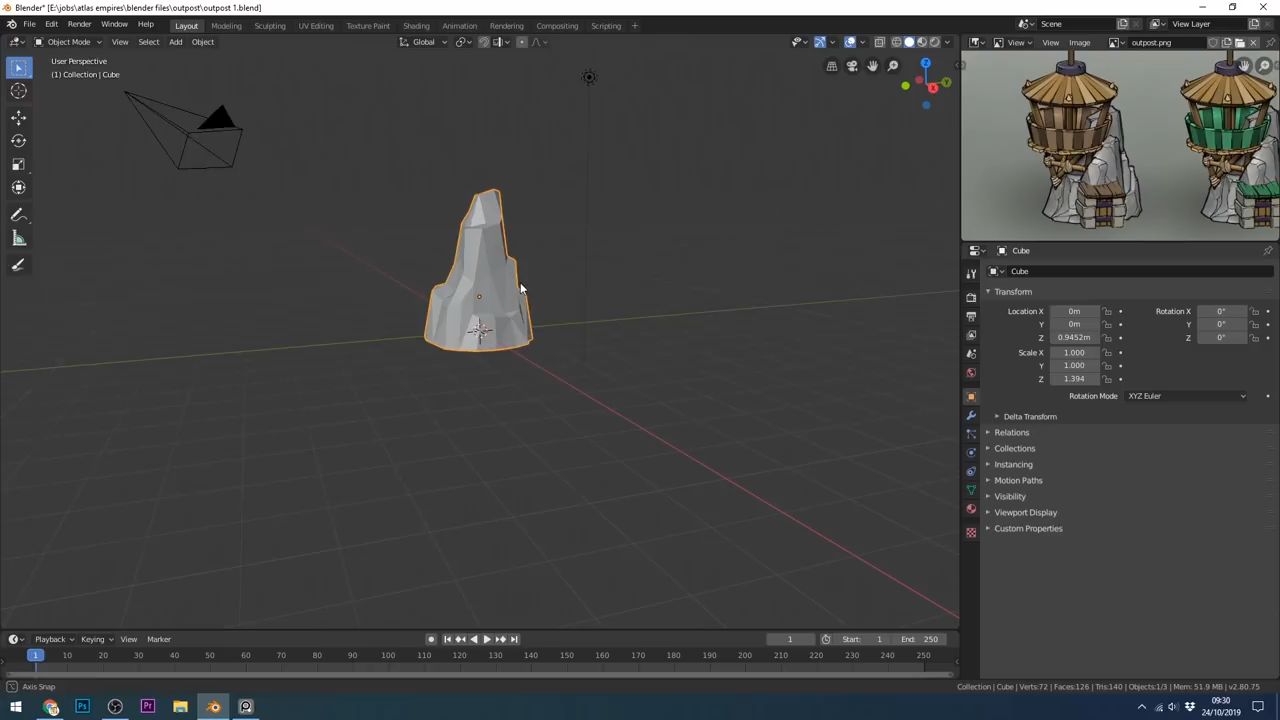 Blender* [E:\jobs\atlas empires\blender files\outpost\outpost 1.blend]
File Edit Render Window Help Layout Modeling Sculpting UV Editing Texture Paint Shading Animation Rendering Compositing Scripting + Scene View Layer
Object Mode View Select Add Object Global View Image outpost.png
User Perspective
(1) Collection | Cube
Z
Y
X
Cube
Cube
Transform
Location X 0m Rotation X 0°
Y 0m Y 0°
Z 0.9452m Z 0°
Scale X 1.000
Y 1.000
Z 1.394
Rotation Mode XYZ Euler
Delta Transform
Relations
Collections
Instancing
Motion Paths
Visibility
Viewport Display
Custom Properties
Playback Keying View Marker 1 Start: 1 End: 250
1 10 20 30 40 50 60 70 80 90 100 110 120 130 140 150 160 170 180 190 200 210 220 230 240 250
Axis Snap Collection | Cube | Verts:72 | Faces:126 | Tris:140 | Objects:1/3 | Mem: 51.9 MB | v2.80.75
Ps Pr 09:30
24/10/2019